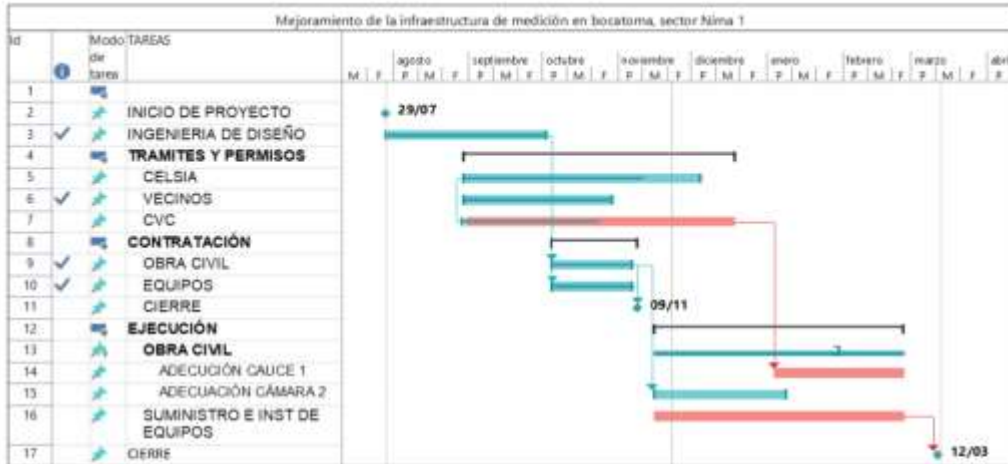 Mejoramiento de la infraestructura de medición en bocatoma, sector Nima 1
Id Modo de tarea TAREAS
agosto septiembre octubre noviembre diciembre enero febrero marzo abri
M F P M F P M F P M F P M F P M F P M F P M F P M F P
1
2 INICIO DE PROYECTO 29/07
3 INGENIERIA DE DISEÑO
4 TRAMITES Y PERMISOS
5 CELSIA
6 VECINOS
7 CVC
8 CONTRATACIÓN
9 OBRA CIVIL
10 EQUIPOS
11 CIERRE 09/11
12 EJECUCIÓN
13 OBRA CIVIL
14 ADECUCIÓN CAUCE 1
15 ADECUACIÓN CÁMARA 2
16 SUMINISTRO E INST DE
EQUIPOS
17 CIERRE 12/03